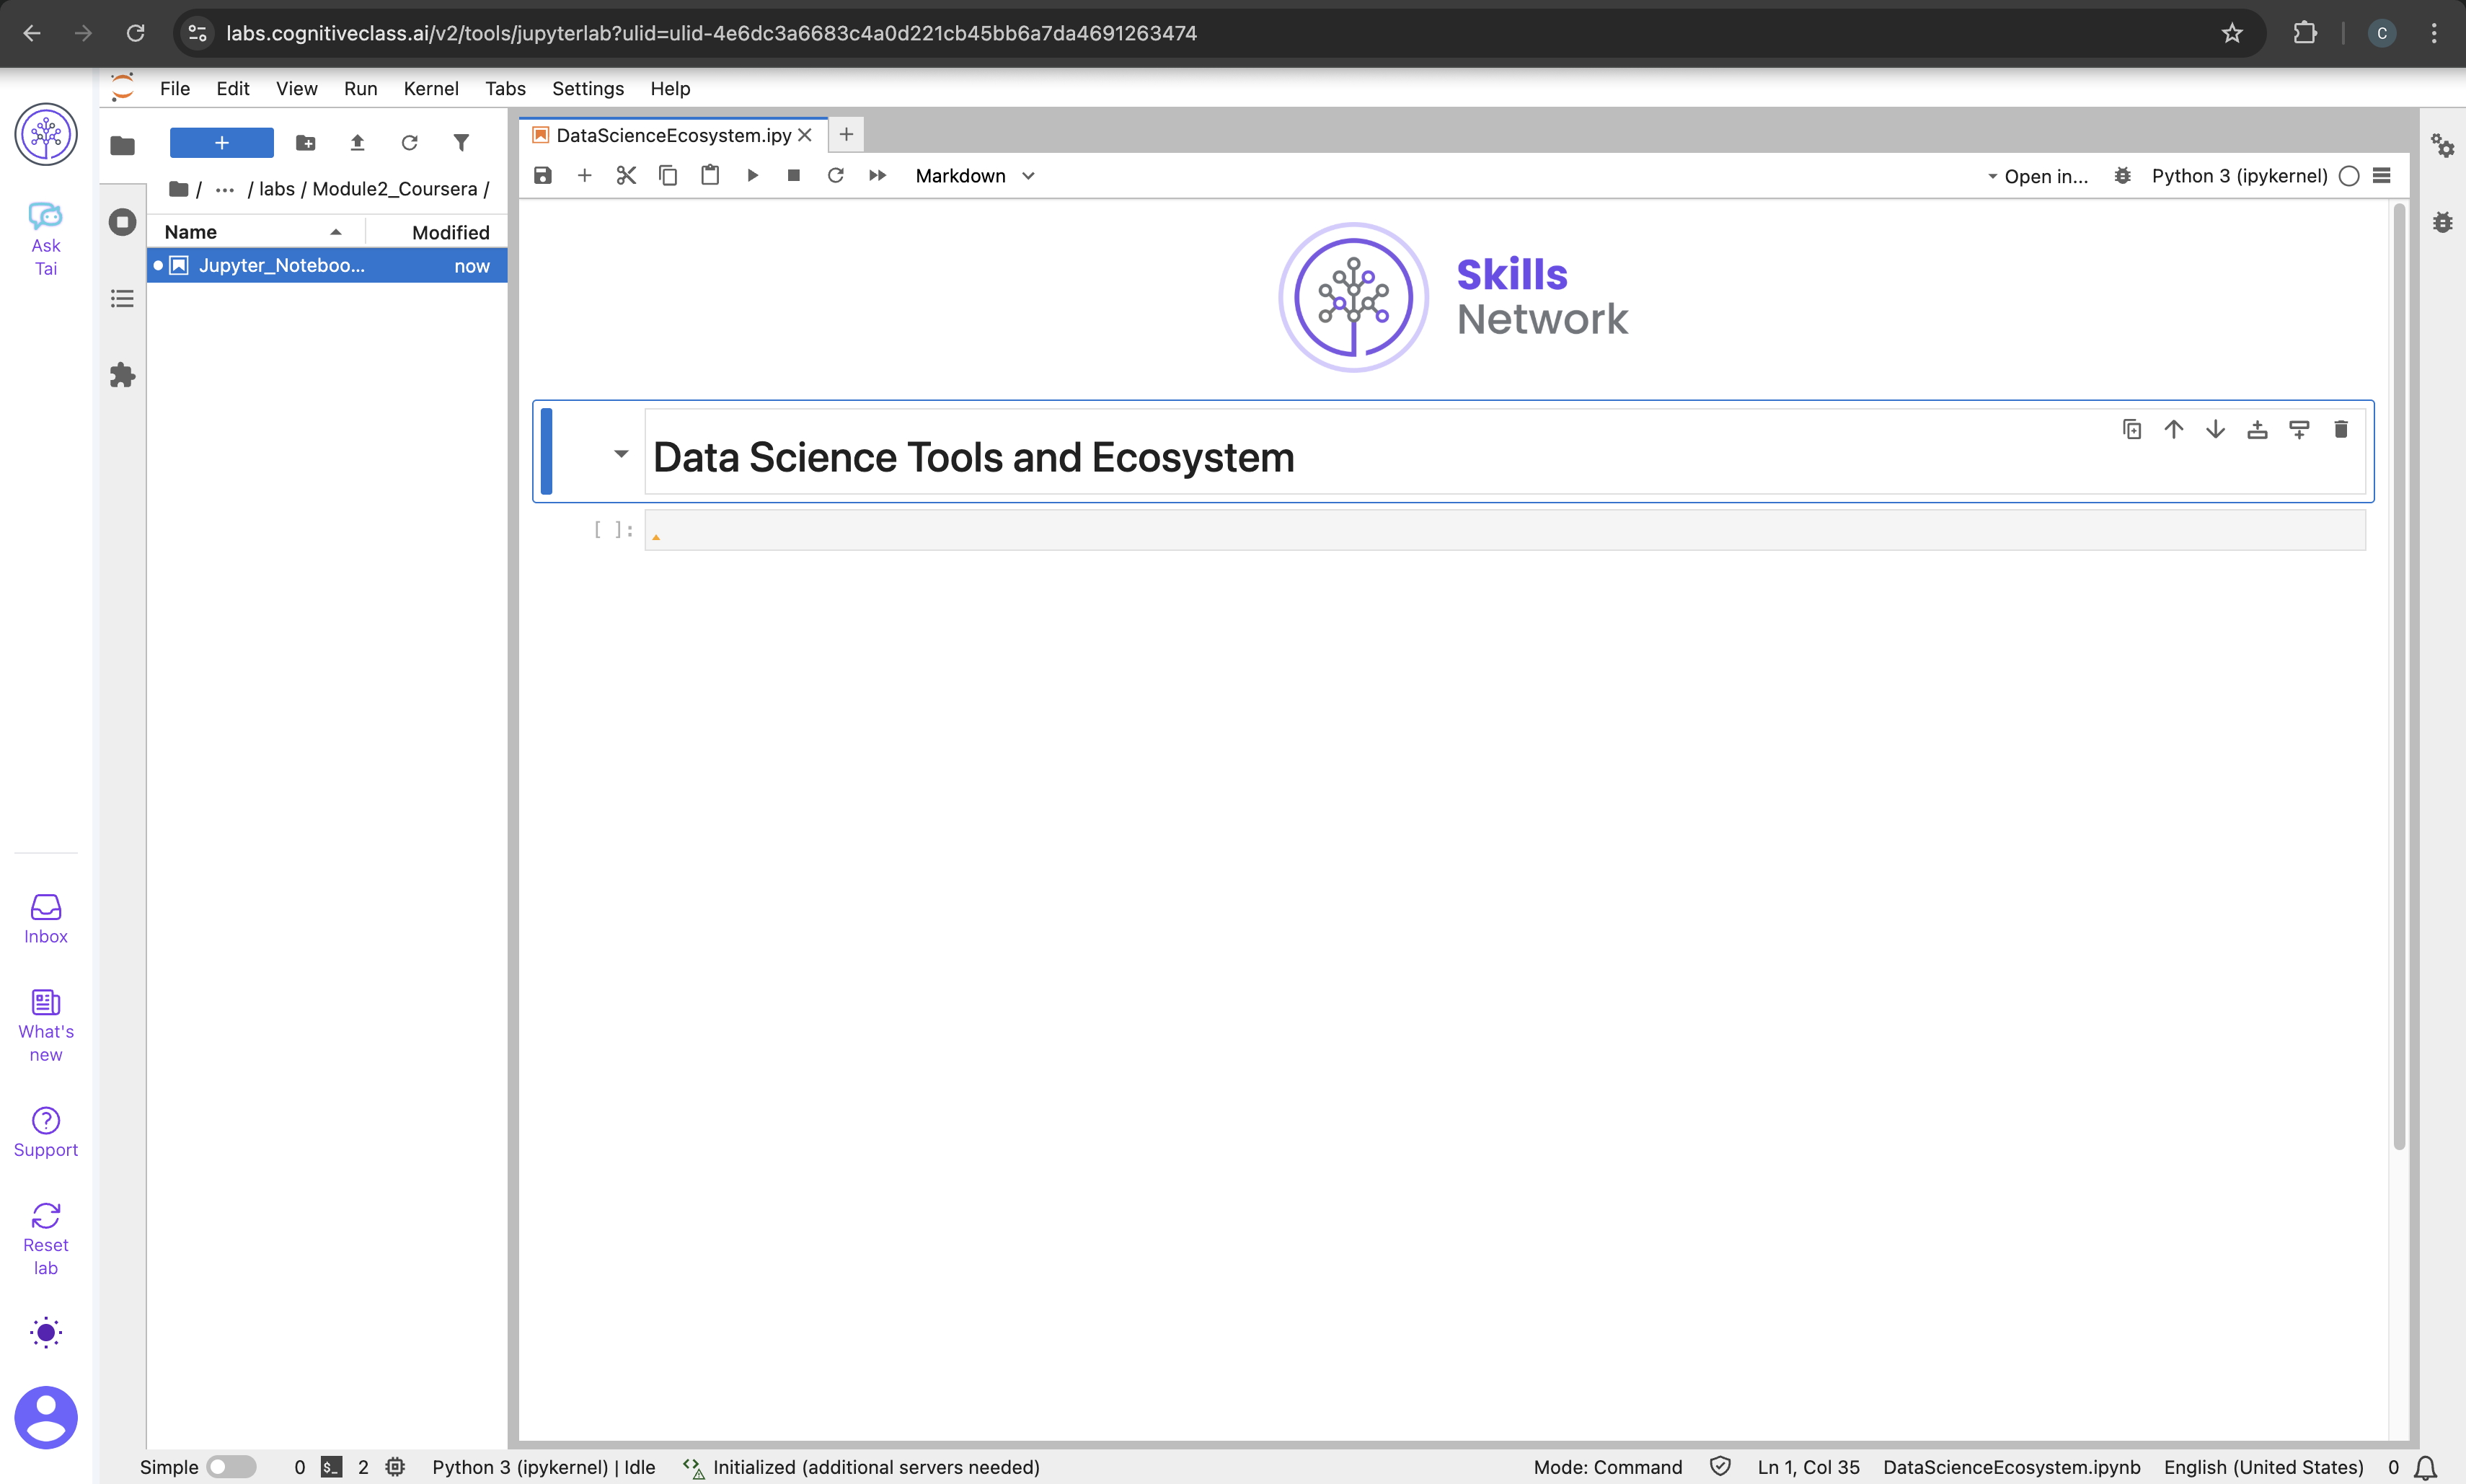 labs.cognitiveclass.ai/v2/tools/jupyterlab?ulid=ulid-4e6dc3a6683c4a0d221cb45bb6a7da4691263474
C
File Edit View Run Kernel Tabs Settings Help
Ask
Tai
+
/ ··· / labs / Module2_Coursera /
Name Modified
Jupyter_Noteboo... now
DataScienceEcosystem.ipy
Markdown
Open in...
Python 3 (ipykernel)
Skills
Network
Data Science Tools and Ecosystem
[ ]:
Inbox
What's
new
Support
Reset
lab
Simple 0 $_ 2 Python 3 (ipykernel) | Idle Initialized (additional servers needed) Mode: Command Ln 1, Col 35 DataScienceEcosystem.ipynb English (United States) 0